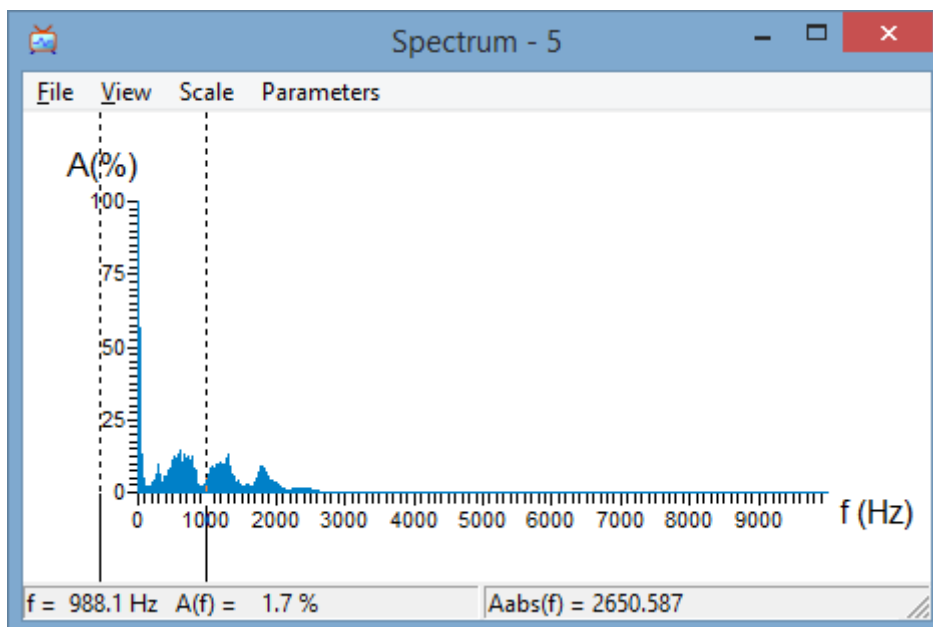 Spectrum - 5
File View Scale Parameters
A(%)
100
75
50
25
0
0 1000 2000 3000 4000 5000 6000 7000 8000 9000 f (Hz)
f = 988.1 Hz A(f) = 1.7 % Aabs(f) = 2650.587